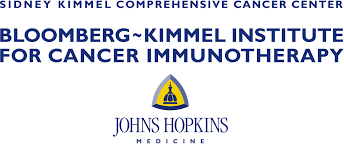 SIDNEY KIMMEL COMPREHENSIVE CANCER CENTER
BLOOMBERG~KIMMEL INSTITUTE
FOR CANCER IMMUNOTHERAPY
JOHNS HOPKINS
MEDICINE